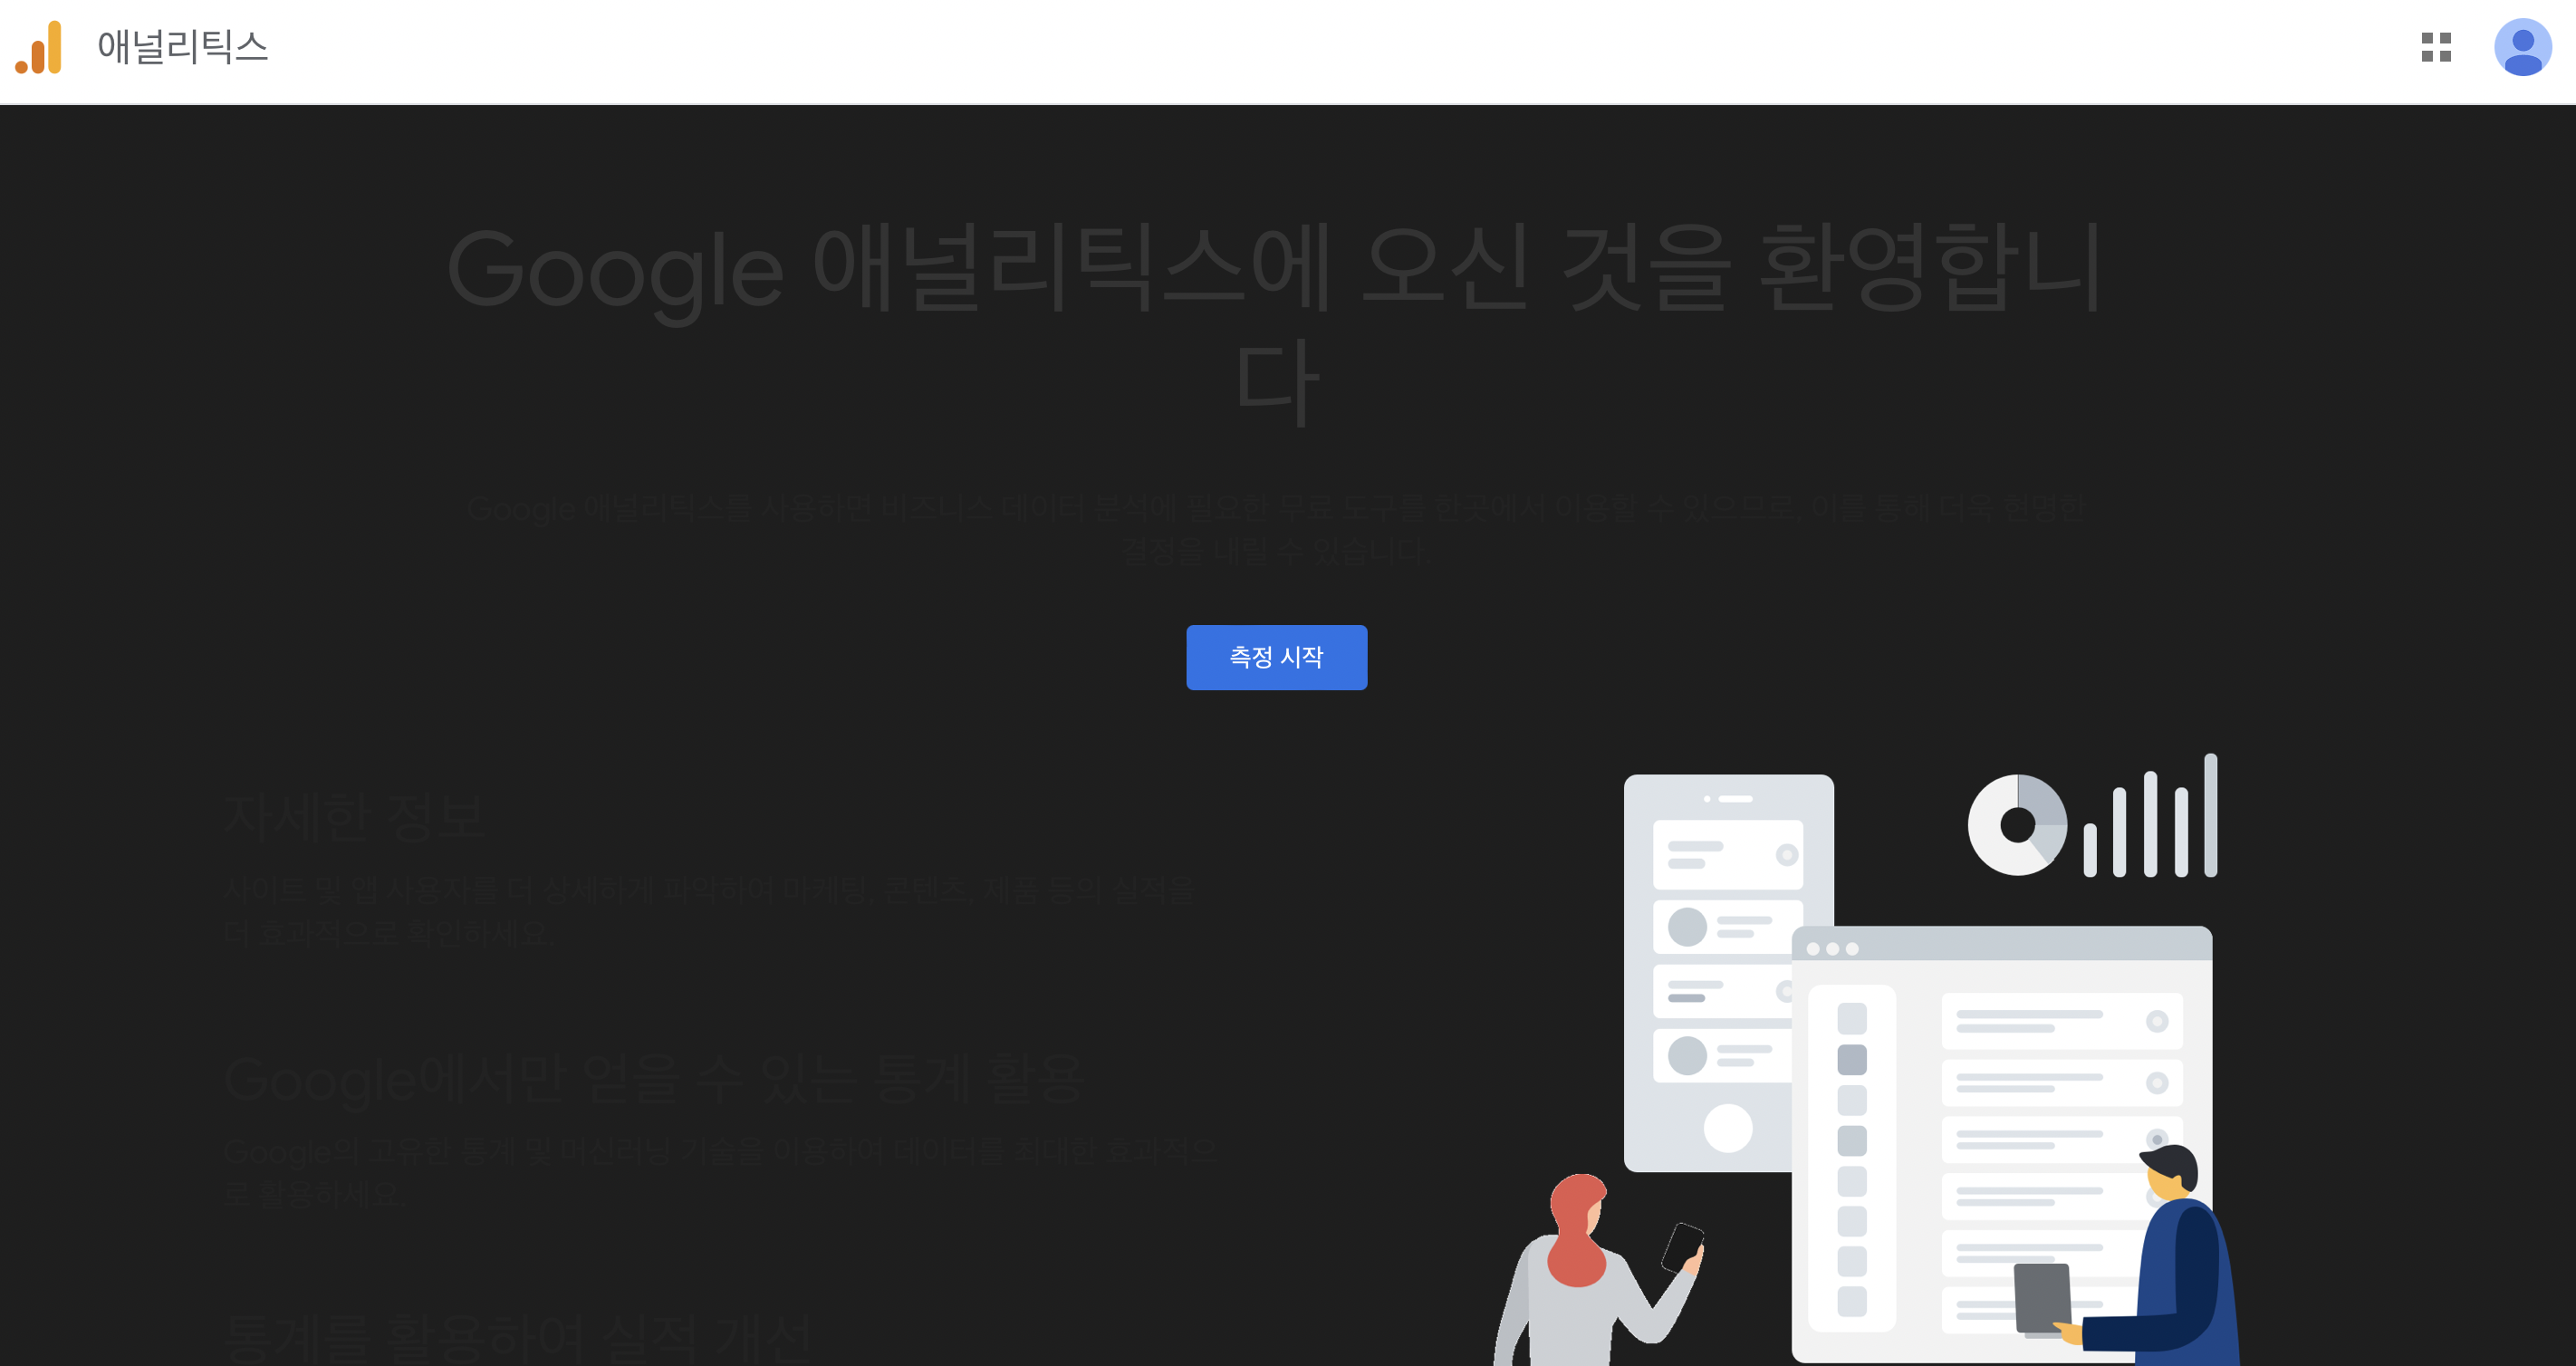 애널리틱스
Google 애널리틱스에 오신 것을 환영합니
다
Google 애널리틱스를 사용하면 비즈니스 데이터 분석에 필요한 무료 도구를 한곳에서 이용할 수 있으므로, 이를 통해 더욱 현명한
결정을 내릴 수 있습니다.
측정 시작
자세한 정보
사이트 및 앱 사용자를 더 상세하게 파악하여 마케팅, 콘텐츠, 제품 등의 실적을
더 효과적으로 확인하세요.
Google에서만 얻을 수 있는 통계 활용
Google의 고유한 통계 및 머신러닝 기술을 이용하여 데이터를 최대한 효과적으
로 활용하세요.
통계를 활용하여 실적 개선